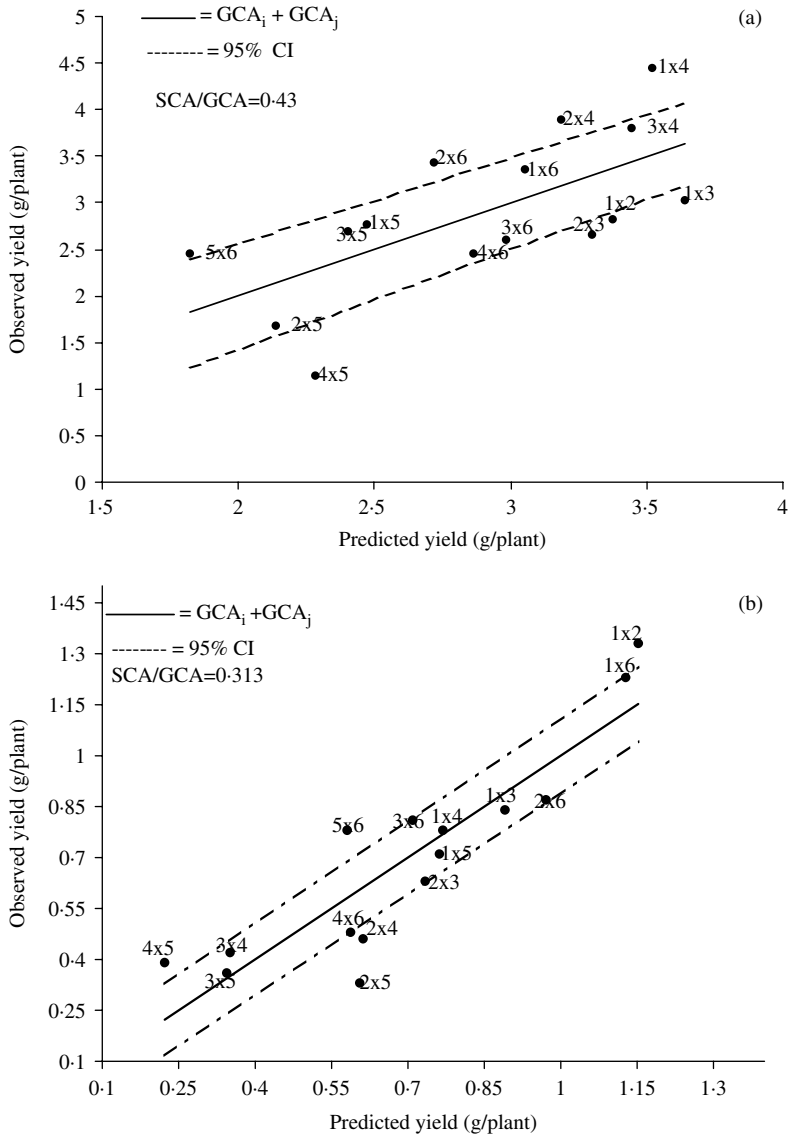 (a)
= GCAi + GCAj
= 95% CI
SCA/GCA=0·43
Observed yield (g/plant)
5
4·5
4
3·5
3
2·5
2
1·5
1
0·5
0
1x4
2x4
3x4
2x6
1x6
1x3
1x2
1x5
3x5
2x3
3x6
5x6
4x6
2x5
4x5
1·5
2
2·5
3
3·5
4
Predicted yield (g/plant)
(b)
= GCAi +GCAj
= 95% CI
SCA/GCA=0·313
Observed yield (g/plant)
1·45
1·3
1·15
1
0·85
0·7
0·55
0·4
0·25
0·1
1x2
1x6
1x3
2x6
5x6
3x6
1x4
1x5
2x3
4x6
2x4
4x5
3x4
3x5
2x5
0·1
0·25
0·4
0·55
0·7
0·85
1
1·15
1·3
Predicted yield (g/plant)